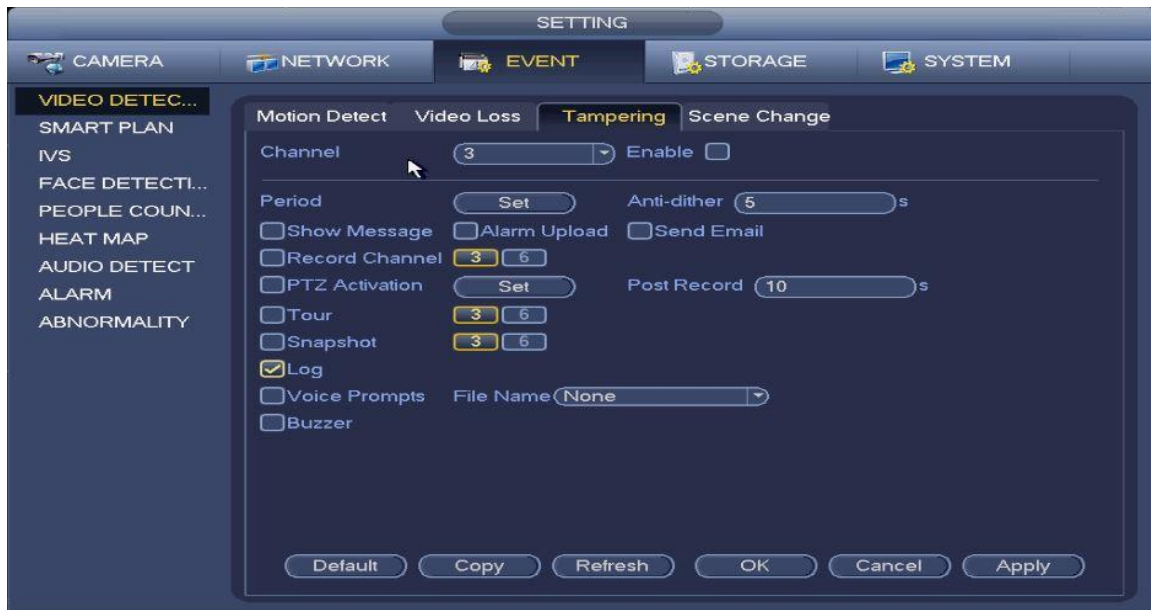 SETTING
CAMERA NETWORK EVENT STORAGE SYSTEM
VIDEO DETEC...
SMART PLAN
IVS
FACE DETECTI...
PEOPLE COUN...
HEAT MAP
AUDIO DETECT
ALARM
ABNORMALITY
Motion Detect Video Loss Tampering Scene Change
Channel 3 Enable
Period Set Anti-dither 5 s
Show Message Alarm Upload Send Email
Record Channel 3 6
PTZ Activation Set Post Record 10 s
Tour 3 6
Snapshot 3 6
Log
Voice Prompts File Name None
Buzzer
Default Copy Refresh OK Cancel Apply